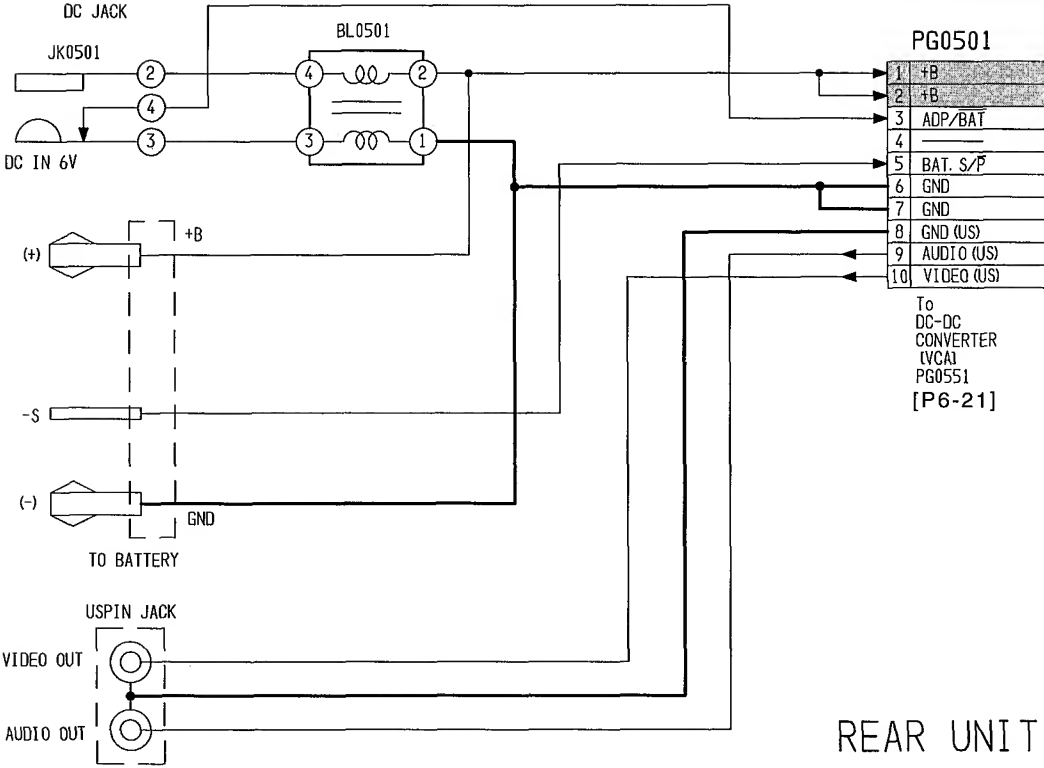 DC JACK
JK0501
BL0501
PG0501
2
4
2
1 +B
2 +B
4
3 ADP/BAT
4
3
3
1
DC IN 6V
5 BAT. S/P
6 GND
7 GND
8 GND (US)
9 AUDIO (US)
10 VIDEO (US)
+B
(+)
To
DC-DC
CONVERTER
(VCA)
PG0551
[P6-21]
-S
(-)
GND
TO BATTERY
USPIN JACK
VIDEO OUT
AUDIO OUT
REAR UNIT